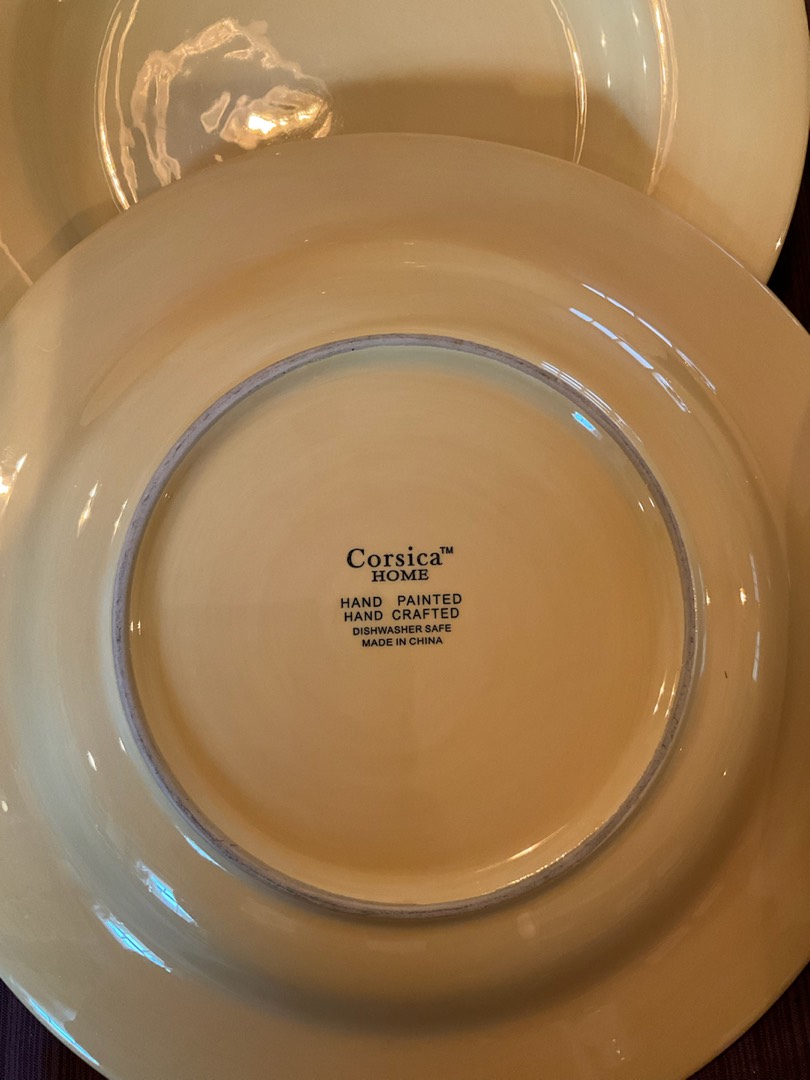 Corsica™
HOME
HAND PAINTED
HAND CRAFTED
DISHWASHER SAFE
MADE IN CHINA